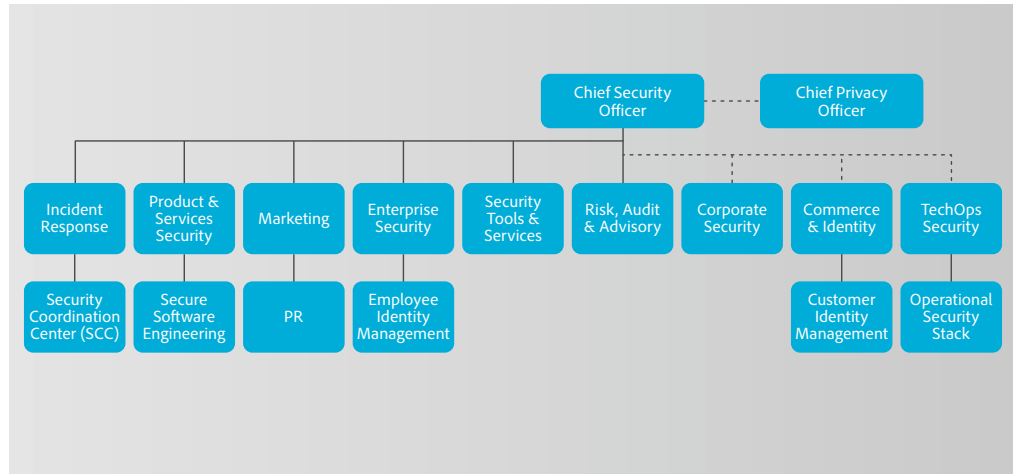 Chief Security
Officer
Chief Privacy
Officer
Incident
Response
Product &
Services
Security
Marketing
Enterprise
Security
Security
Tools &
Services
Risk, Audit
& Advisory
Corporate
Security
Commerce
& Identity
TechOps
Security
Security
Coordination
Center (SCC)
Secure
Software
Engineering
PR
Employee
Identity
Management
Customer
Identity
Management
Operational
Security
Stack